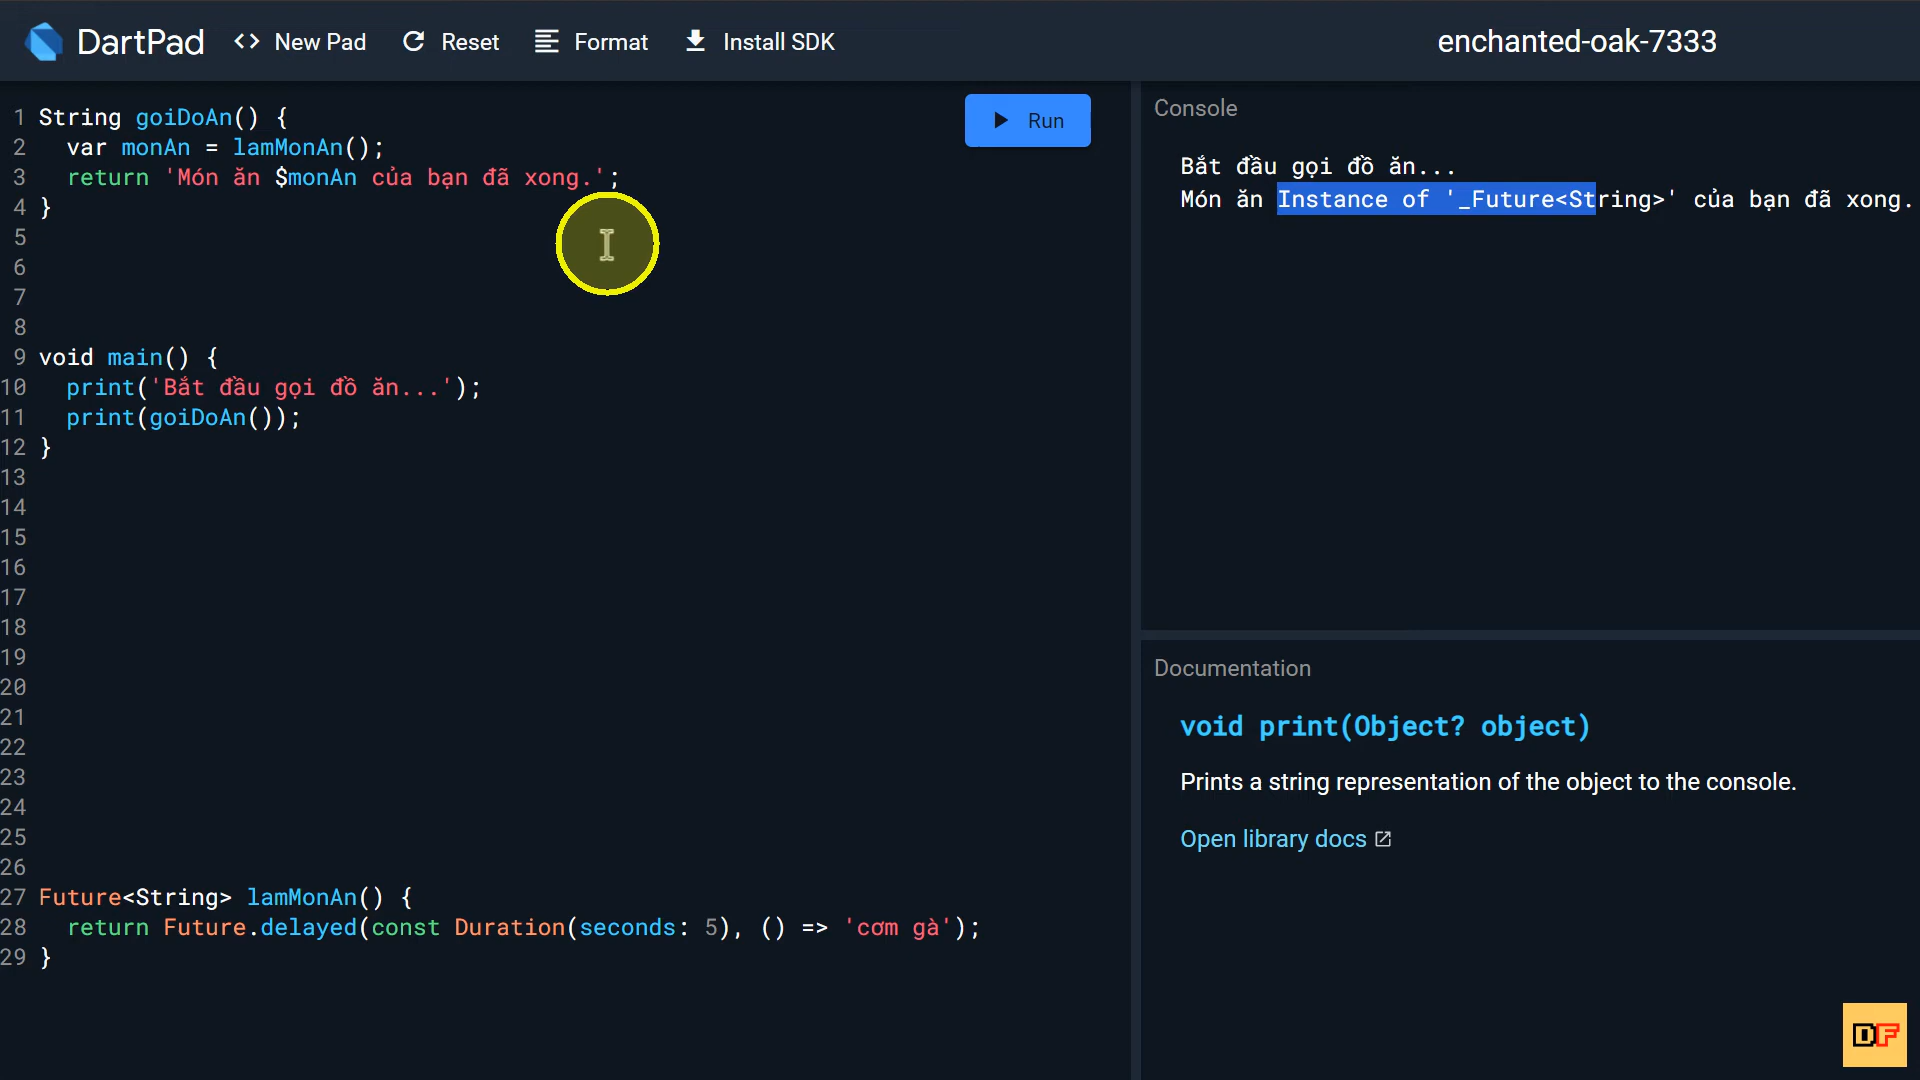 DartPad <> New Pad Reset Format Install SDK enchanted-oak-7333
1 String goiDoAn() {
2   var monAn = lamMonAn();
3   return 'Món ăn $monAn của bạn đã xong.';
4 }
5
6
7
8
9 void main() {
10   print('Bắt đầu gọi đồ ăn...');
11   print(goiDoAn());
12 }
13
14
15
16
17
18
19
20
21
22
23
24
25
26
27 Future<String> lamMonAn() {
28   return Future.delayed(const Duration(seconds: 5), () => 'cơm gà');
29 }
Run
Console
Bắt đầu gọi đồ ăn...
Món ăn Instance of '_Future<String>' của bạn đã xong.
Documentation
void print(Object? object)
Prints a string representation of the object to the console.
Open library docs
DF